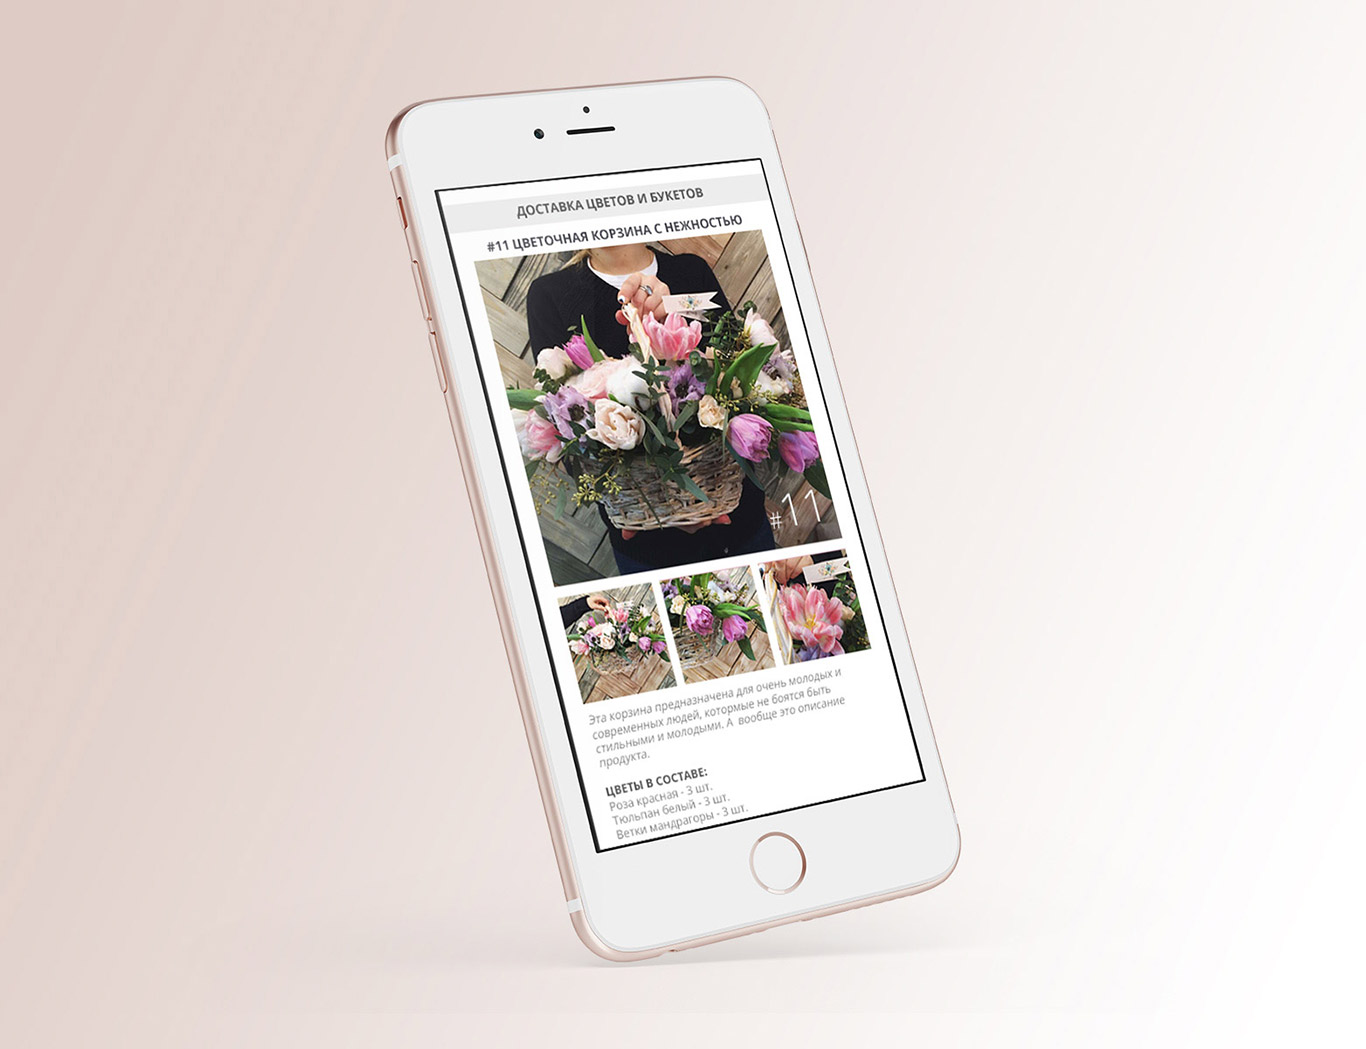 ДОСТАВКА ЦВЕТОВ И БУКЕТОВ
#11 ЦВЕТОЧНАЯ КОРЗИНА С НЕЖНОСТЬЮ
#11
Эта корзина предназначена для очень молодых и
современных людей, котормые не боятся быть
стильными и молодыми. А вообще это описание
продукта.
ЦВЕТЫ В СОСТАВЕ:
Роза красная - 3 шт.
Тюльпан белый - 3 шт.
Ветки мандрагоры - 3 шт.